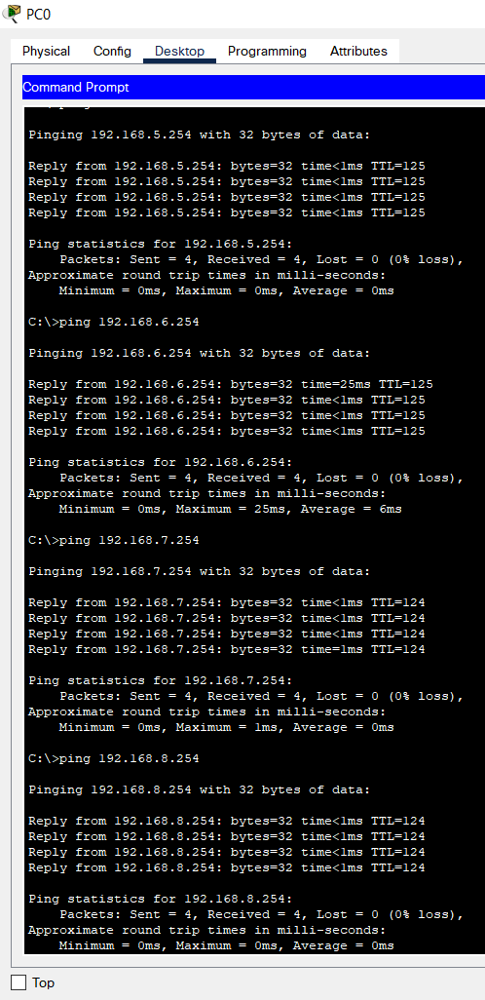 PC0
Physical Config Desktop Programming Attributes
Command Prompt
Pinging 192.168.5.254 with 32 bytes of data:
Reply from 192.168.5.254: bytes=32 time<1ms TTL=125
Reply from 192.168.5.254: bytes=32 time<1ms TTL=125
Reply from 192.168.5.254: bytes=32 time<1ms TTL=125
Reply from 192.168.5.254: bytes=32 time<1ms TTL=125
Ping statistics for 192.168.5.254:
Packets: Sent = 4, Received = 4, Lost = 0 (0% loss),
Approximate round trip times in milli-seconds:
Minimum = 0ms, Maximum = 0ms, Average = 0ms
C:\>ping 192.168.6.254
Pinging 192.168.6.254 with 32 bytes of data:
Reply from 192.168.6.254: bytes=32 time=25ms TTL=125
Reply from 192.168.6.254: bytes=32 time<1ms TTL=125
Reply from 192.168.6.254: bytes=32 time<1ms TTL=125
Reply from 192.168.6.254: bytes=32 time<1ms TTL=125
Ping statistics for 192.168.6.254:
Packets: Sent = 4, Received = 4, Lost = 0 (0% loss),
Approximate round trip times in milli-seconds:
Minimum = 0ms, Maximum = 25ms, Average = 6ms
C:\>ping 192.168.7.254
Pinging 192.168.7.254 with 32 bytes of data:
Reply from 192.168.7.254: bytes=32 time<1ms TTL=124
Reply from 192.168.7.254: bytes=32 time<1ms TTL=124
Reply from 192.168.7.254: bytes=32 time<1ms TTL=124
Reply from 192.168.7.254: bytes=32 time=1ms TTL=124
Ping statistics for 192.168.7.254:
Packets: Sent = 4, Received = 4, Lost = 0 (0% loss),
Approximate round trip times in milli-seconds:
Minimum = 0ms, Maximum = 1ms, Average = 0ms
C:\>ping 192.168.8.254
Pinging 192.168.8.254 with 32 bytes of data:
Reply from 192.168.8.254: bytes=32 time<1ms TTL=124
Reply from 192.168.8.254: bytes=32 time<1ms TTL=124
Reply from 192.168.8.254: bytes=32 time<1ms TTL=124
Reply from 192.168.8.254: bytes=32 time<1ms TTL=124
Ping statistics for 192.168.8.254:
Packets: Sent = 4, Received = 4, Lost = 0 (0% loss),
Approximate round trip times in milli-seconds:
Minimum = 0ms, Maximum = 0ms, Average = 0ms
Top